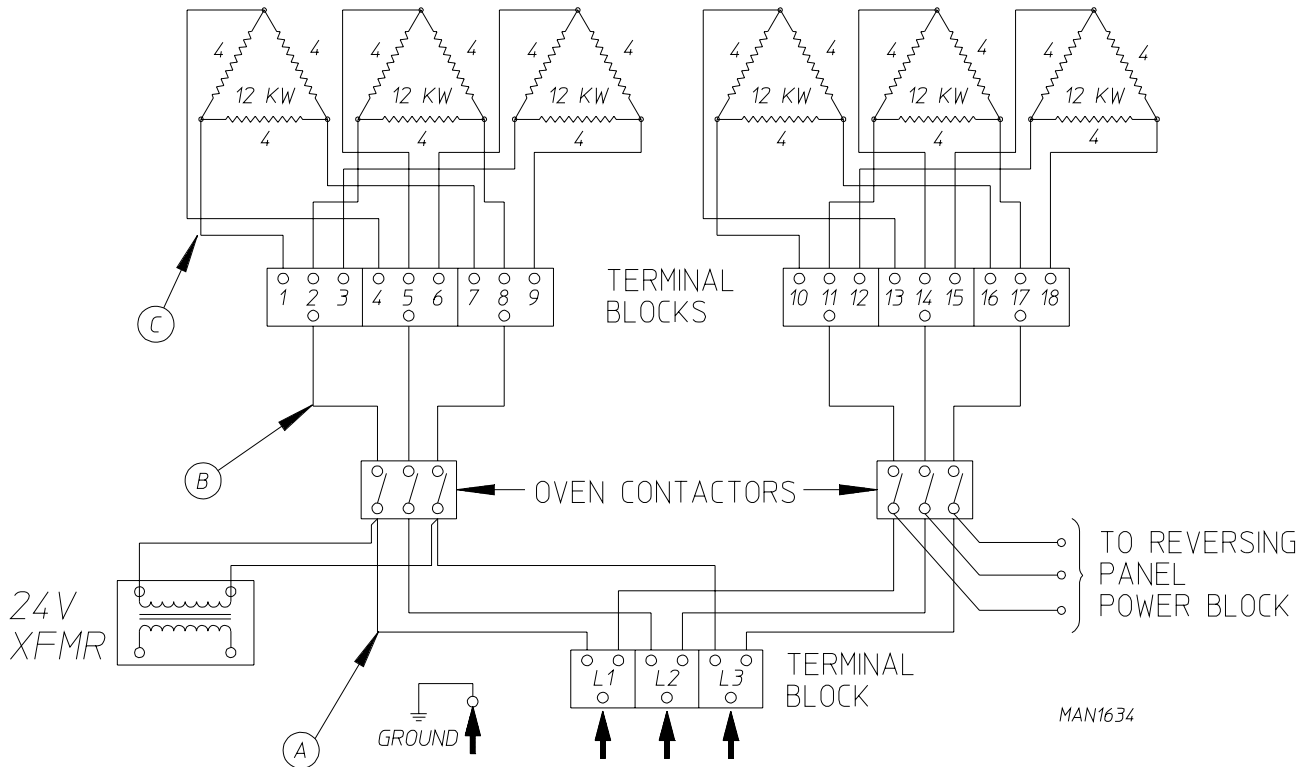 4 4 4 4 4 4
12 KW 12 KW 12 KW
4 4 4
4 4 4 4 4 4
12 KW 12 KW 12 KW
4 4 4
C
1 2 3 4 5 6 7 8 9
TERMINAL
BLOCKS
10 11 12 13 14 15 16 17 18
B
OVEN CONTACTORS
24V
XFMR
TO REVERSING
PANEL
POWER BLOCK
A
GROUND
L1 L2 L3
TERMINAL
BLOCK
MAN1634